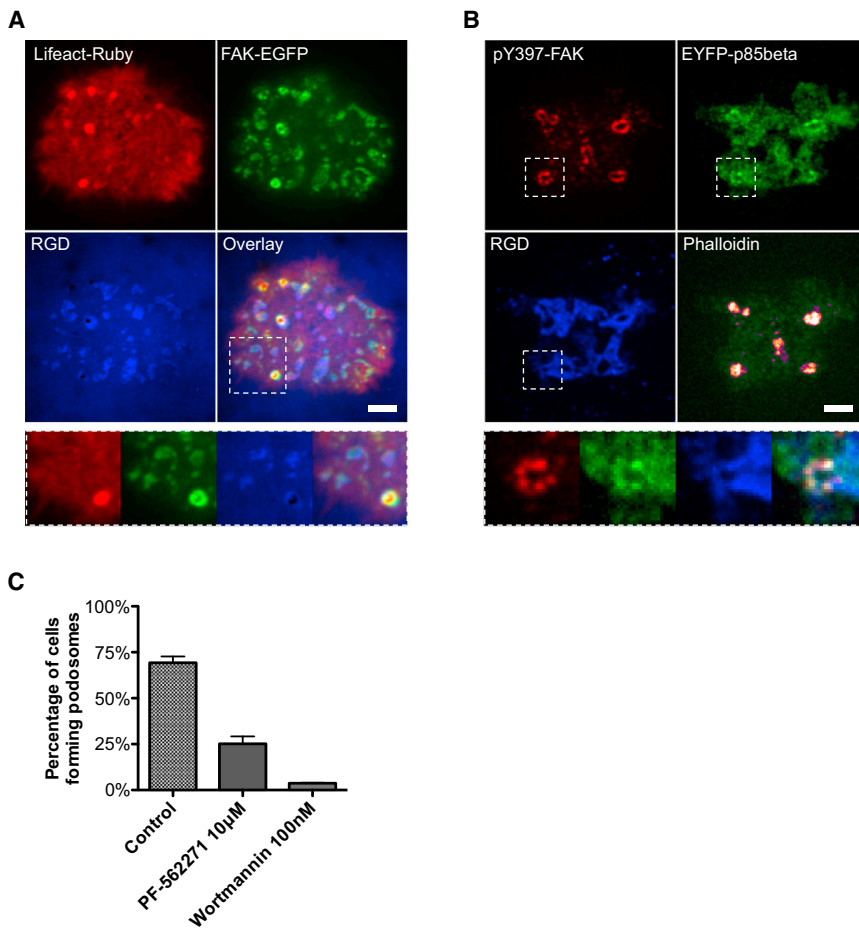 A
Lifeact-Ruby
FAK-EGFP
RGD
Overlay
B
pY397-FAK
EYFP-p85beta
RGD
Phalloidin
C
Percentage of cells
forming podosomes
100%
75%
50%
25%
0%
Control
PF-562271 10µM
Wortmannin 100nM